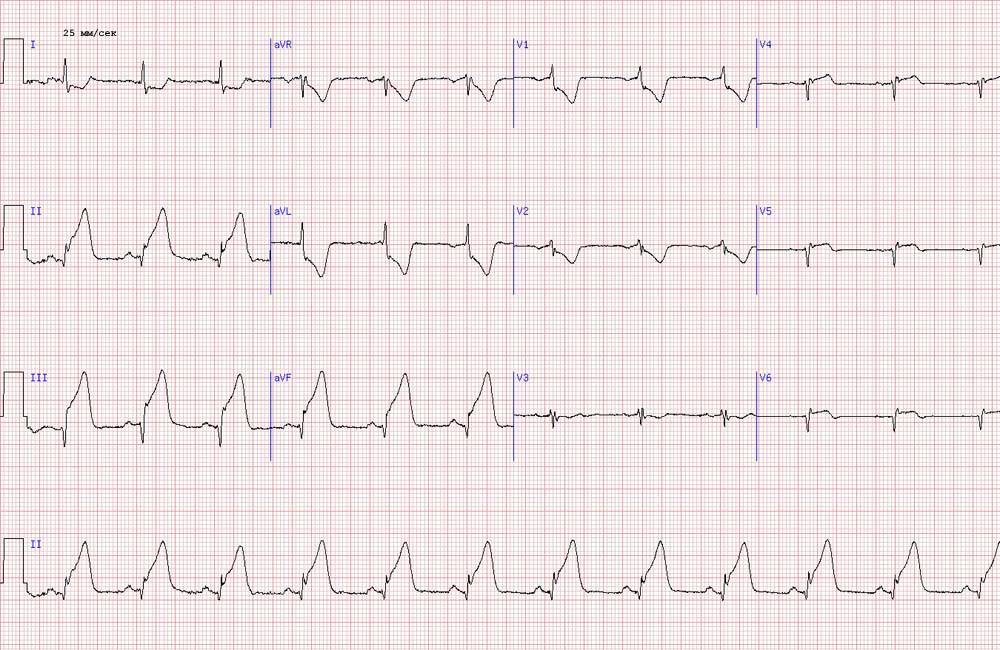 25 мм/сек
I aVR V1 V4
II aVL V2 V5
III aVF V3 V6
II